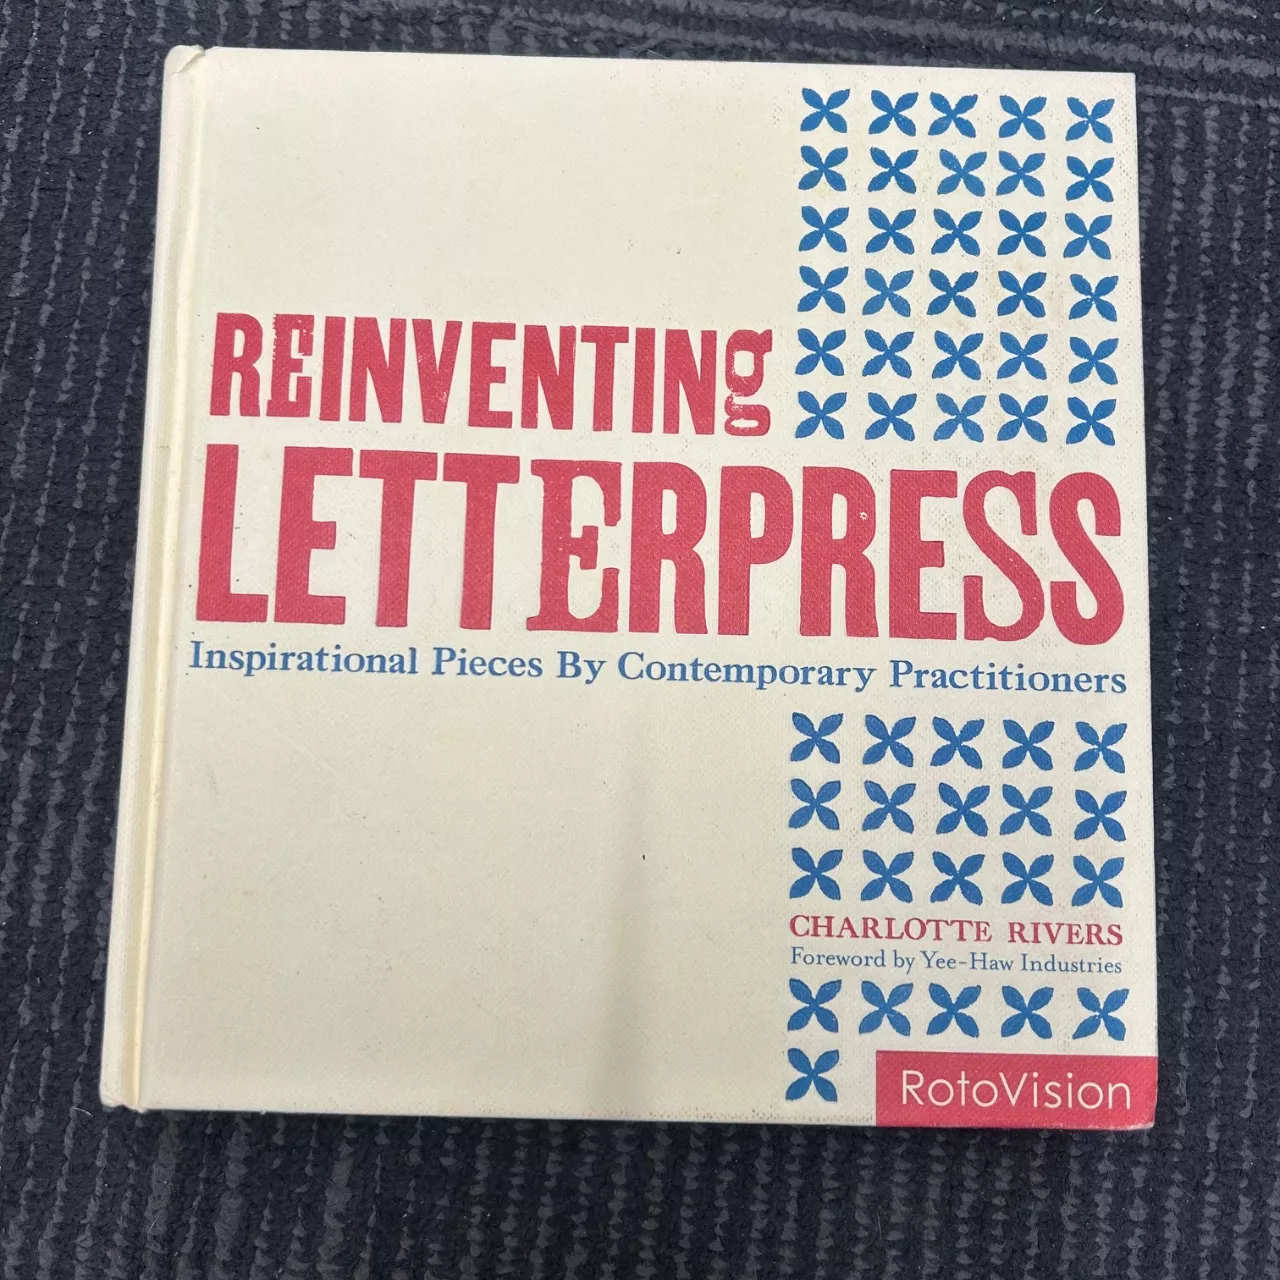 REINVENTINg
LETTERPRESS
Inspirational Pieces By Contemporary Practitioners
CHARLOTTE RIVERS
Foreword by Yee-Haw Industries
RotoVision